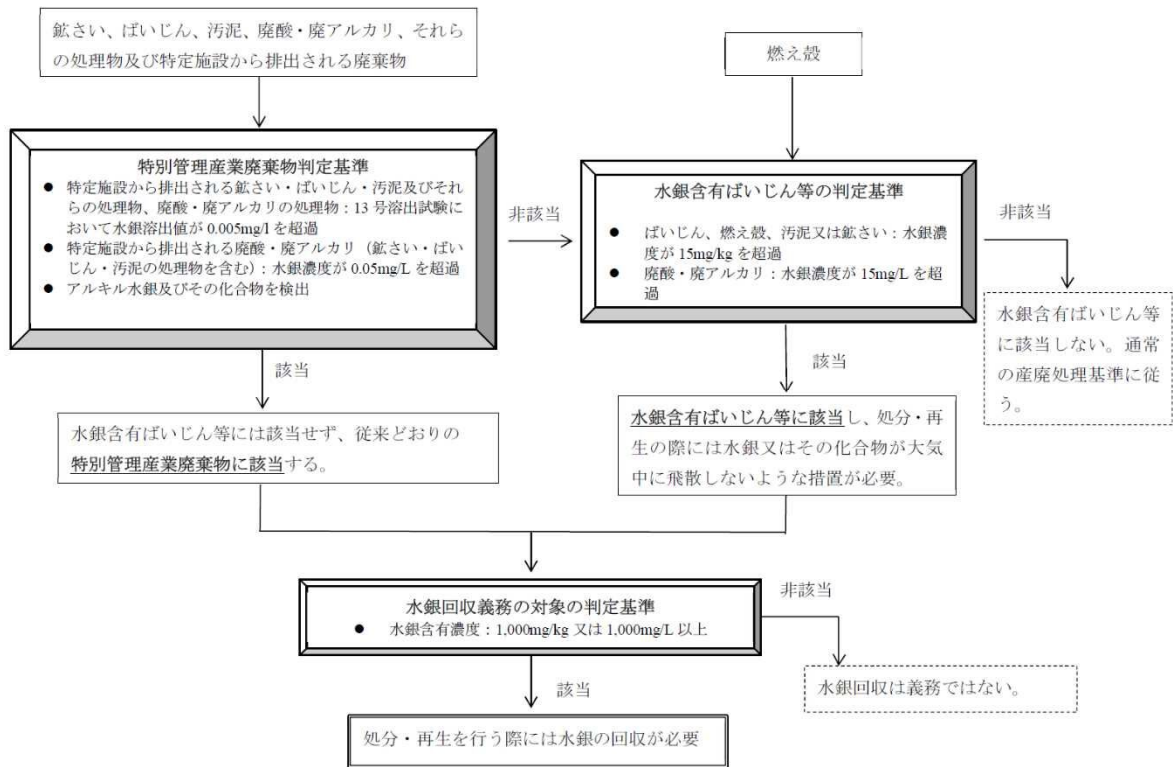 鉱さい、ばいじん、汚泥、廃酸・廃アルカリ、それら
の処理物及び特定施設から排出される廃棄物
燃え殻
特別管理産業廃棄物判定基準
● 特定施設から排出される鉱さい・ばいじん・汚泥及びそれ
らの処理物、廃酸・廃アルカリの処理物：13 号溶出試験に
おいて水銀溶出値が 0.005mg/l を超過
● 特定施設から排出される廃酸・廃アルカリ（鉱さい・ばい
じん・汚泥の処理物を含む）：水銀濃度が 0.05mg/L を超過
● アルキル水銀及びその化合物を検出
非該当
水銀含有ばいじん等の判定基準
● ばいじん、燃え殻、汚泥又は鉱さい：水銀濃
度が 15mg/kg を超過
● 廃酸・廃アルカリ：水銀濃度が 15mg/L を超
過
非該当
水銀含有ばいじん等
に該当しない。通常
の産廃処理基準に従
う。
該当
該当
水銀含有ばいじん等には該当せず、従来どおりの
特別管理産業廃棄物に該当する。
水銀含有ばいじん等に該当し、処分・再
生の際には水銀又はその化合物が大気
中に飛散しないような措置が必要。
水銀回収義務の対象の判定基準
● 水銀含有濃度：1,000mg/kg 又は 1,000mg/L 以上
非該当
水銀回収は義務ではない。
該当
処分・再生を行う際には水銀の回収が必要